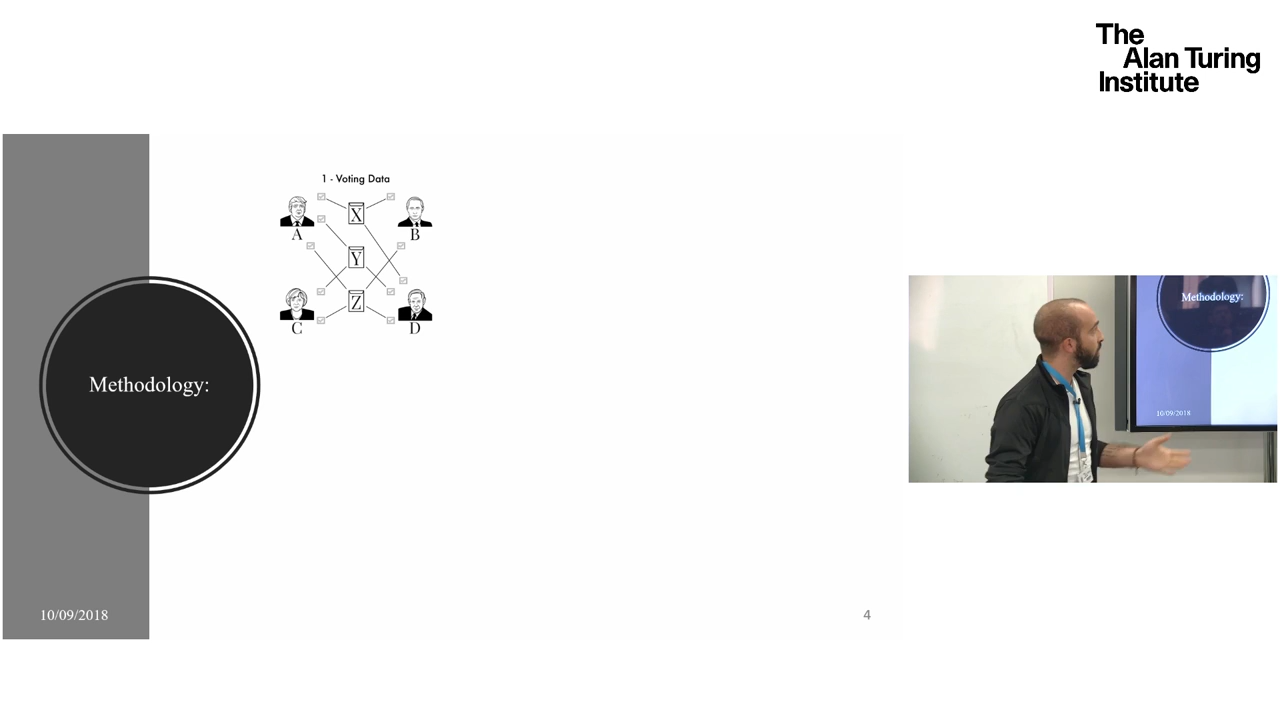 The
Alan Turing
Institute
1 - Voting Data
X
A
B
Y
Z
C
D
Methodology:
10/09/2018
4
Methodology:
10/09/2018